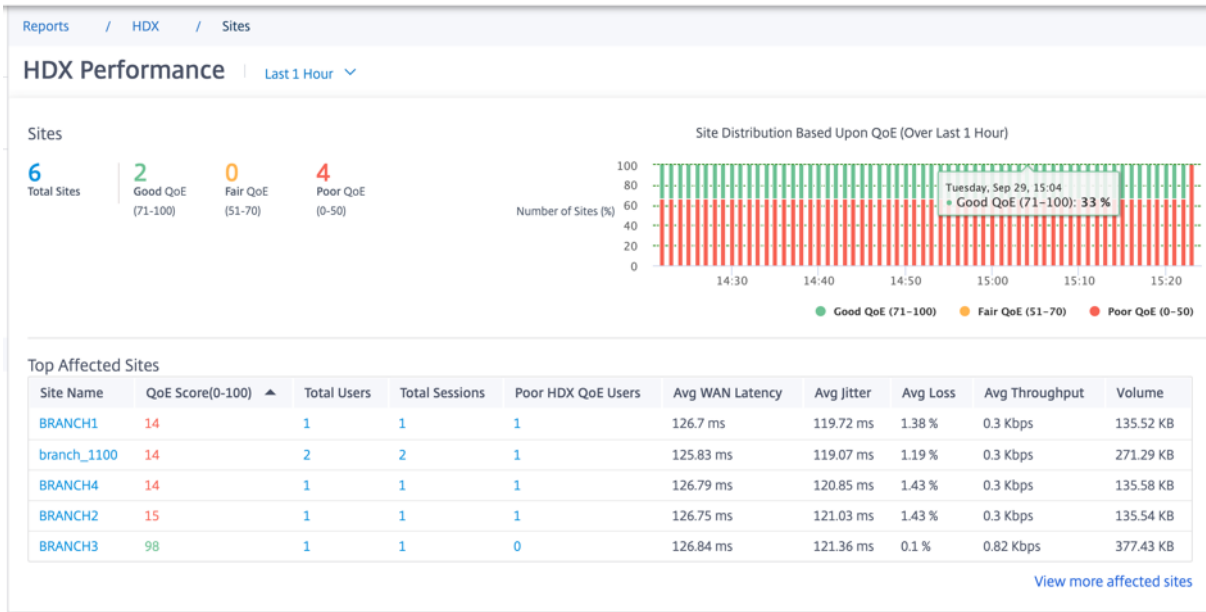 Reports / HDX / Sites
HDX Performance Last 1 Hour
Sites
6
Total Sites
2
Good QoE
(71-100)
0
Fair QoE
(51-70)
4
Poor QoE
(0-50)
Site Distribution Based Upon QoE (Over Last 1 Hour)
Number of Sites (%)
100
80
60
40
20
0
Tuesday, Sep 29, 15:04
Good QoE (71-100): 33 %
14:30 14:40 14:50 15:00 15:10 15:20
Good QoE (71-100) Fair QoE (51-70) Poor QoE (0-50)
Top Affected Sites
Site Name QoE Score(0-100) Total Users Total Sessions Poor HDX QoE Users Avg WAN Latency Avg Jitter Avg Loss Avg Throughput Volume
BRANCH1 14 1 1 1 126.7 ms 119.72 ms 1.38 % 0.3 Kbps 135.52 KB
branch_1100 14 2 2 1 125.83 ms 119.07 ms 1.19 % 0.3 Kbps 271.29 KB
BRANCH4 14 1 1 1 126.79 ms 120.85 ms 1.43 % 0.3 Kbps 135.58 KB
BRANCH2 15 1 1 1 126.75 ms 121.03 ms 1.43 % 0.3 Kbps 135.54 KB
BRANCH3 98 1 1 0 126.84 ms 121.36 ms 0.1 % 0.82 Kbps 377.43 KB
View more affected sites